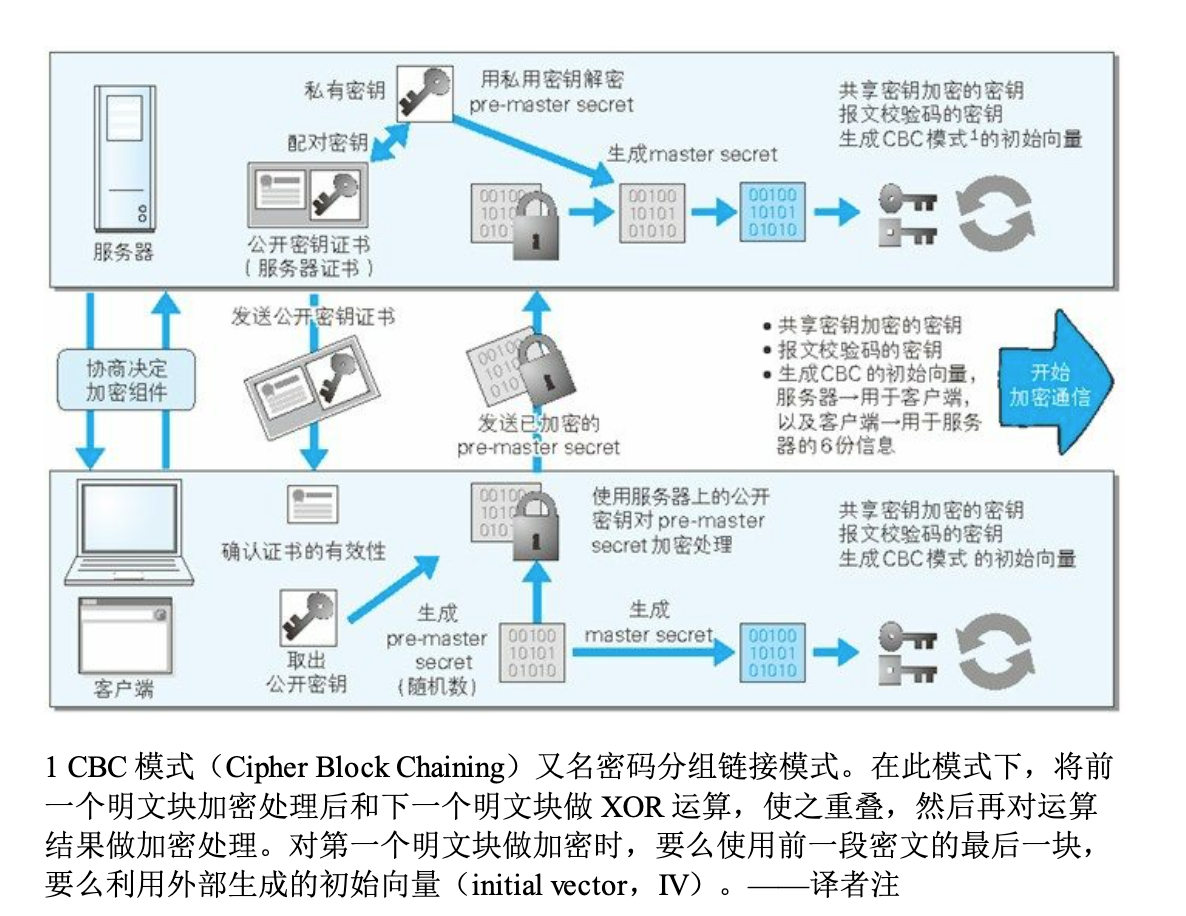 私有密钥
用私用密钥解密
pre-master secret
共享密钥加密的密钥
报文校验码的密钥
生成CBC模式1的初始向量
配对密钥
生成master secret
00100
1010
010
00100
10101
01010
00100
10101
01010
服务器
公开密钥证书
(服务器证书)
发送公开密钥证书
协商决定
加密组件
00100
1010
010
发送已加密的
pre-master secret
•共享密钥加密的密钥
•报文校验码的密钥
•生成CBC的初始向量,
服务器→用于客户端,
以及客户端→用于服务
器的6份信息
开始
加密通信
确认证书的有效性
00100
1010
010
使用服务器上的公开
密钥对pre-master
secret加密处理
共享密钥加密的密钥
报文校验码的密钥
生成CBC模式 的初始向量
取出
公开密钥
生成
pre-master
secret
(随机数)
00100
10101
01010
生成
master secret
00100
10101
01010
客户端
1 CBC 模式（Cipher Block Chaining）又名密码分组链接模式。在此模式下，将前
一个明文块加密处理后和下一个明文块做 XOR 运算，使之重叠，然后再对运算
结果做加密处理。对第一个明文块做加密时，要么使用前一段密文的最后一块，
要么利用外部生成的初始向量（initial vector，IV）。——译者注